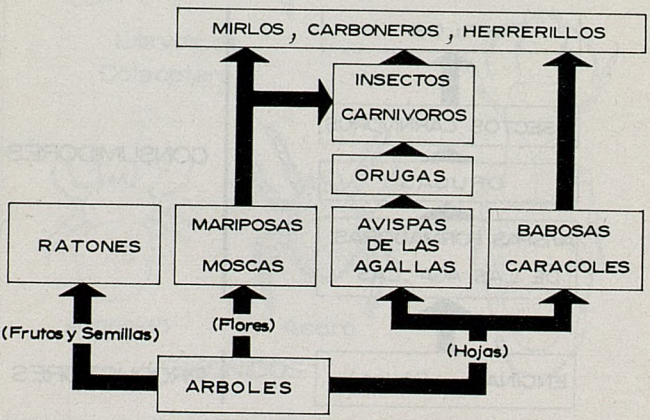 MIRLOS, CARBONEROS, HERRERILLOS
INSECTOS
CARNIVOROS
ORUGAS
RATONES
MARIPOSAS
MOSCAS
AVISPAS
DE LAS
AGALLAS
BABOSAS
CARACOLES
(Frutos y Semillas)
(Flores)
(Hojas)
ARBOLES